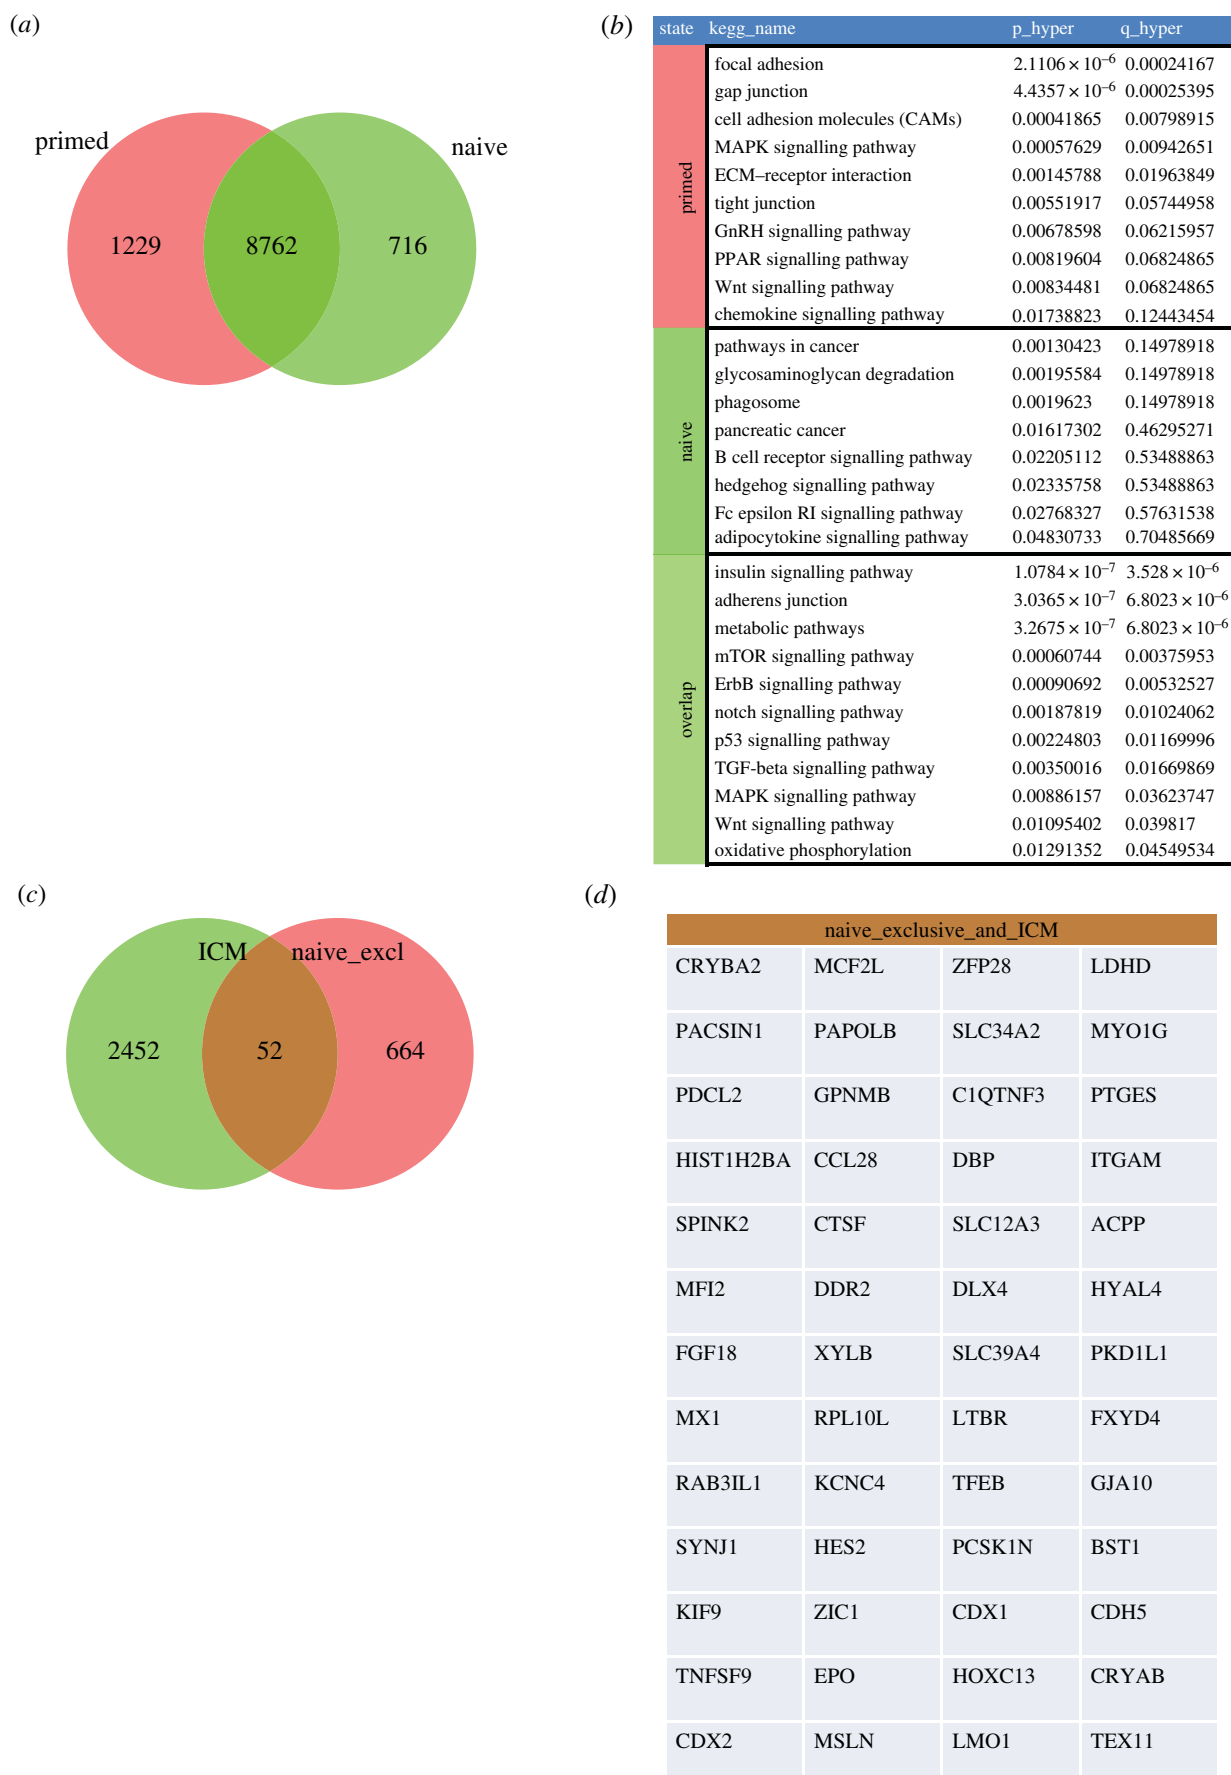 (a)
primed
naive
1229
8762
716
(b)
state kegg_name p_hyper q_hyper
primed
focal adhesion 2.1106 × 10⁻⁶ 0.00024167
gap junction 4.4357 × 10⁻⁶ 0.00025395
cell adhesion molecules (CAMs) 0.00041865 0.00798915
MAPK signalling pathway 0.00057629 0.00942651
ECM–receptor interaction 0.00145788 0.01963849
tight junction 0.00551917 0.05744958
GnRH signalling pathway 0.00678598 0.06215957
PPAR signalling pathway 0.00819604 0.06824865
Wnt signalling pathway 0.00834481 0.06824865
chemokine signalling pathway 0.01738823 0.12443454
naive
pathways in cancer 0.00130423 0.14978918
glycosaminoglycan degradation 0.00195584 0.14978918
phagosome 0.0019623 0.14978918
pancreatic cancer 0.01617302 0.46295271
B cell receptor signalling pathway 0.02205112 0.53488863
hedgehog signalling pathway 0.02335758 0.53488863
Fc epsilon RI signalling pathway 0.02768327 0.57631538
adipocytokine signalling pathway 0.04830733 0.70485669
overlap
insulin signalling pathway 1.0784 × 10⁻⁷ 3.528 × 10⁻⁶
adherens junction 3.0365 × 10⁻⁷ 6.8023 × 10⁻⁶
metabolic pathways 3.2675 × 10⁻⁷ 6.8023 × 10⁻⁶
mTOR signalling pathway 0.00060744 0.00375953
ErbB signalling pathway 0.00090692 0.00532527
notch signalling pathway 0.00187819 0.01024062
p53 signalling pathway 0.00224803 0.01169996
TGF-beta signalling pathway 0.00350016 0.01669869
MAPK signalling pathway 0.00886157 0.03623747
Wnt signalling pathway 0.01095402 0.039817
oxidative phosphorylation 0.01291352 0.04549534
(c)
ICM
naive_excl
2452
52
664
(d)
naive_exclusive_and_ICM
CRYBA2 MCF2L ZFP28 LDHD
PACSIN1 PAPOLB SLC34A2 MYO1G
PDCL2 GPNMB C1QTNF3 PTGES
HIST1H2BA CCL28 DBP ITGAM
SPINK2 CTSF SLC12A3 ACPP
MFI2 DDR2 DLX4 HYAL4
FGF18 XYLB SLC39A4 PKD1L1
MX1 RPL10L LTBR FXYD4
RAB3IL1 KCNC4 TFEB GJA10
SYNJ1 HES2 PCSK1N BST1
KIF9 ZIC1 CDX1 CDH5
TNFSF9 EPO HOXC13 CRYAB
CDX2 MSLN LMO1 TEX11